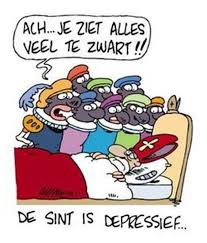 ACH...JE ZIET ALLES
VEEL TE ZWART!!
DE SINT IS DEPRESSIEF...